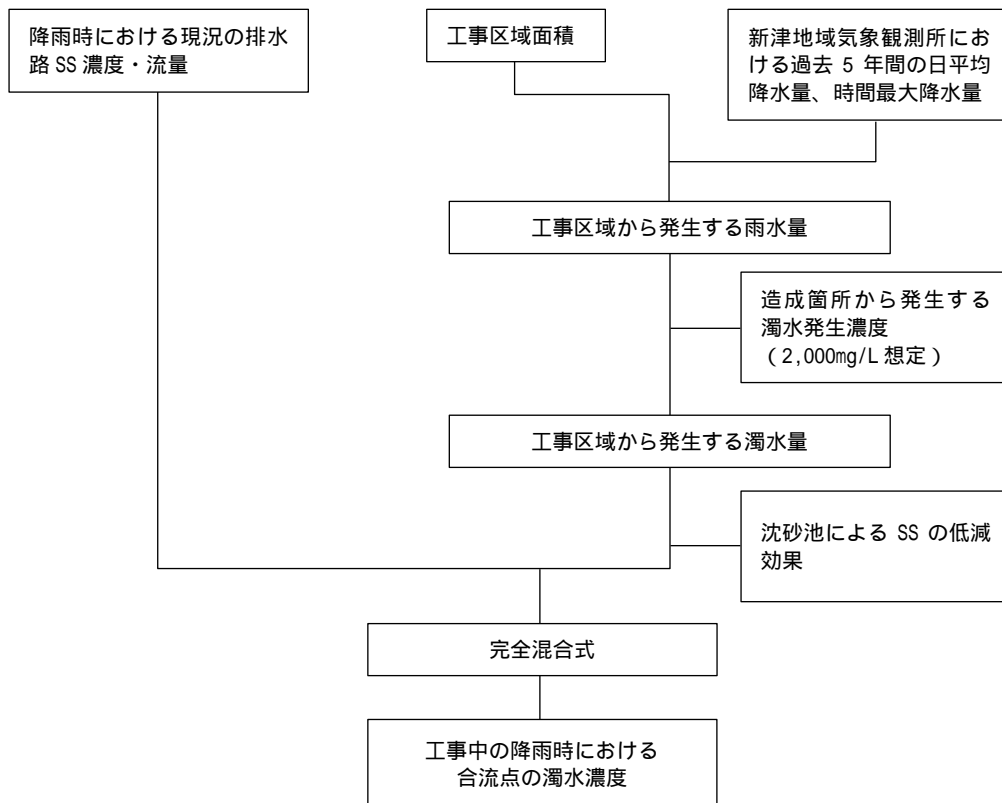 降雨時における現況の排水
路 SS 濃度・流量
工事区域面積
新津地域気象観測所にお
ける過去 5 年間の日平均
降水量、時間最大降水量
工事区域から発生する雨水量
造成箇所から発生する
濁水発生濃度
（2,000mg/L 想定）
工事区域から発生する濁水量
沈砂池による SS の低減
効果
完全混合式
工事中の降雨時における
合流点の濁水濃度